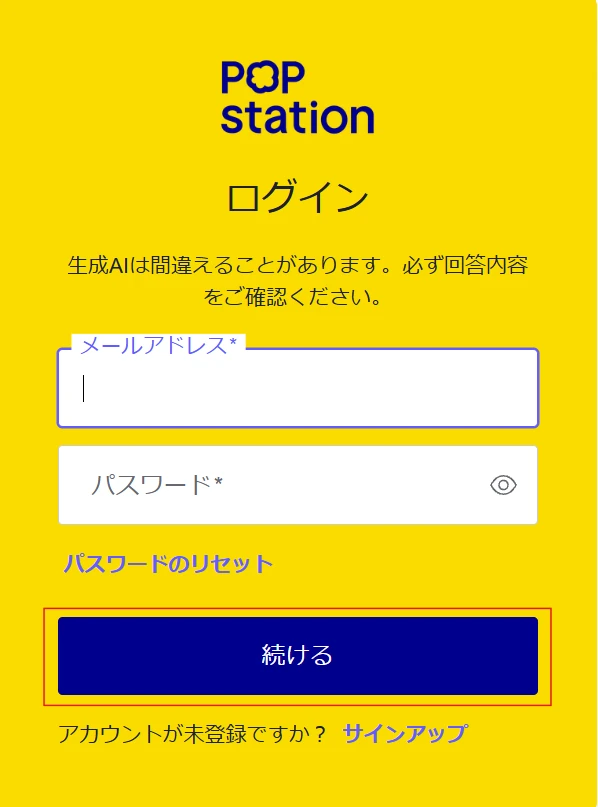 POP
station
ログイン
生成AIは間違えることがあります。必ず回答内容
をご確認ください。
メールアドレス*
パスワード*
パスワードのリセット
続ける
アカウントが未登録ですか？ サインアップ